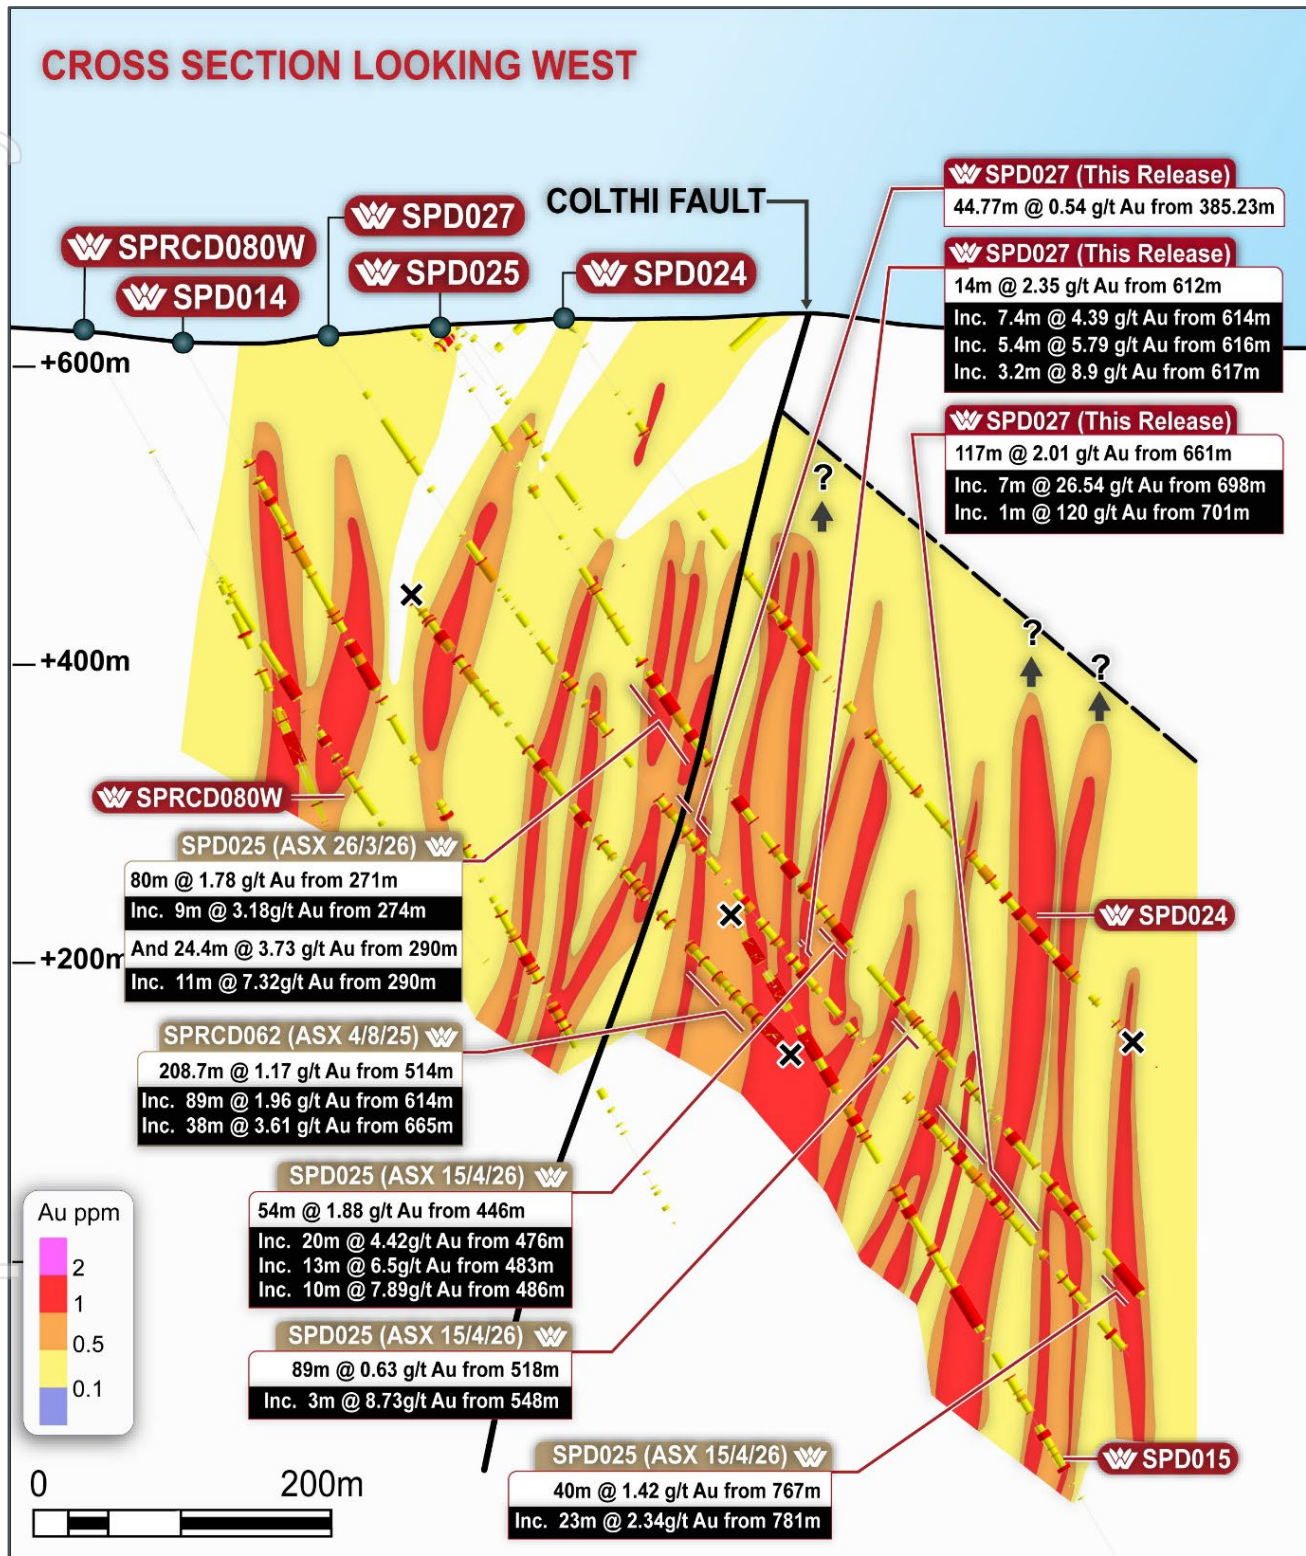 CROSS SECTION LOOKING WEST
SPRCD080W
SPD014
SPD027
SPD025
SPD024
COLTHI FAULT
SPD027 (This Release)
44.77m @ 0.54 g/t Au from 385.23m
SPD027 (This Release)
14m @ 2.35 g/t Au from 612m
Inc. 7.4m @ 4.39 g/t Au from 614m
Inc. 5.4m @ 5.79 g/t Au from 616m
Inc. 3.2m @ 8.9 g/t Au from 617m
SPD027 (This Release)
117m @ 2.01 g/t Au from 661m
Inc. 7m @ 26.54 g/t Au from 698m
Inc. 1m @ 120 g/t Au from 701m
+600m
?
?
?
+400m
SPRCD080W
SPD025 (ASX 26/3/26)
80m @ 1.78 g/t Au from 271m
Inc. 9m @ 3.18g/t Au from 274m
And 24.4m @ 3.73 g/t Au from 290m
Inc. 11m @ 7.32g/t Au from 290m
SPD024
+200m
SPRCD062 (ASX 4/8/25)
208.7m @ 1.17 g/t Au from 514m
Inc. 89m @ 1.96 g/t Au from 614m
Inc. 38m @ 3.61 g/t Au from 665m
SPD025 (ASX 15/4/26)
54m @ 1.88 g/t Au from 446m
Inc. 20m @ 4.42g/t Au from 476m
Inc. 13m @ 6.5g/t Au from 483m
Inc. 10m @ 7.89g/t Au from 486m
SPD025 (ASX 15/4/26)
89m @ 0.63 g/t Au from 518m
Inc. 3m @ 8.73g/t Au from 548m
SPD025 (ASX 15/4/26)
40m @ 1.42 g/t Au from 767m
Inc. 23m @ 2.34g/t Au from 781m
SPD015
Au ppm
2
1
0.5
0.1
0 200m